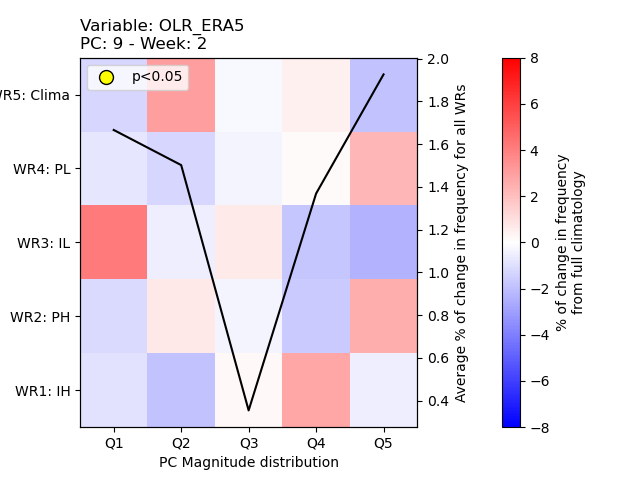 Variable: OLR_ERA5
PC: 9 - Week: 2
p<0.05
WR5: Clima
WR4: PL
WR3: IL
WR2: PH
WR1: IH
Q1 Q2 Q3 Q4 Q5
PC Magnitude distribution
2.0
1.8
1.6
1.4
1.2
1.0
0.8
0.6
0.4
Average % of change in frequency for all WRs
8
6
4
2
0
−2
−4
−6
−8
% of change in frequency
from full climatology